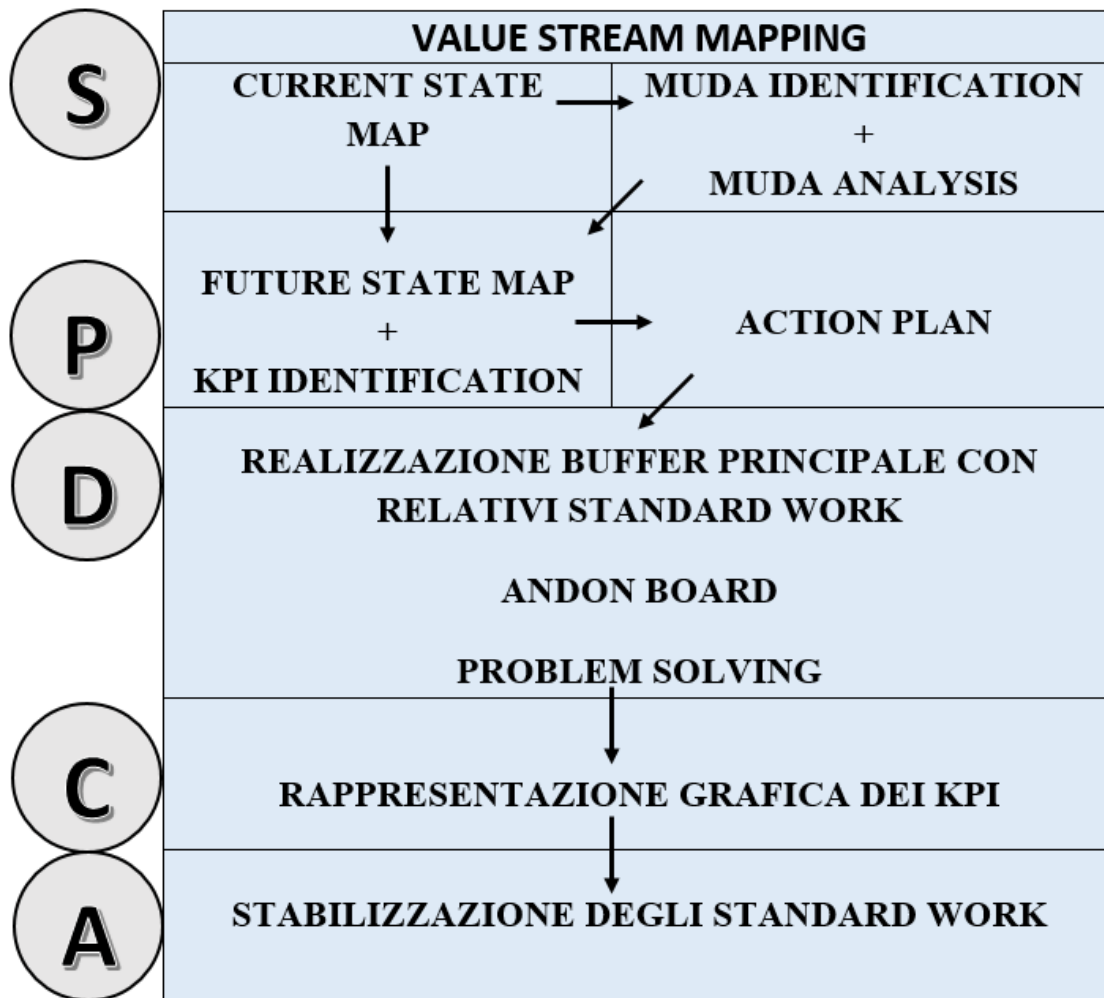 S
VALUE STREAM MAPPING
CURRENT STATE
MAP
MUDA IDENTIFICATION
+
MUDA ANALYSIS
P
FUTURE STATE MAP
+
KPI IDENTIFICATION
ACTION PLAN
D
REALIZZAZIONE BUFFER PRINCIPALE CON
RELATIVI STANDARD WORK
ANDON BOARD
PROBLEM SOLVING
C
RAPPRESENTAZIONE GRAFICA DEI KPI
A
STABILIZZAZIONE DEGLI STANDARD WORK